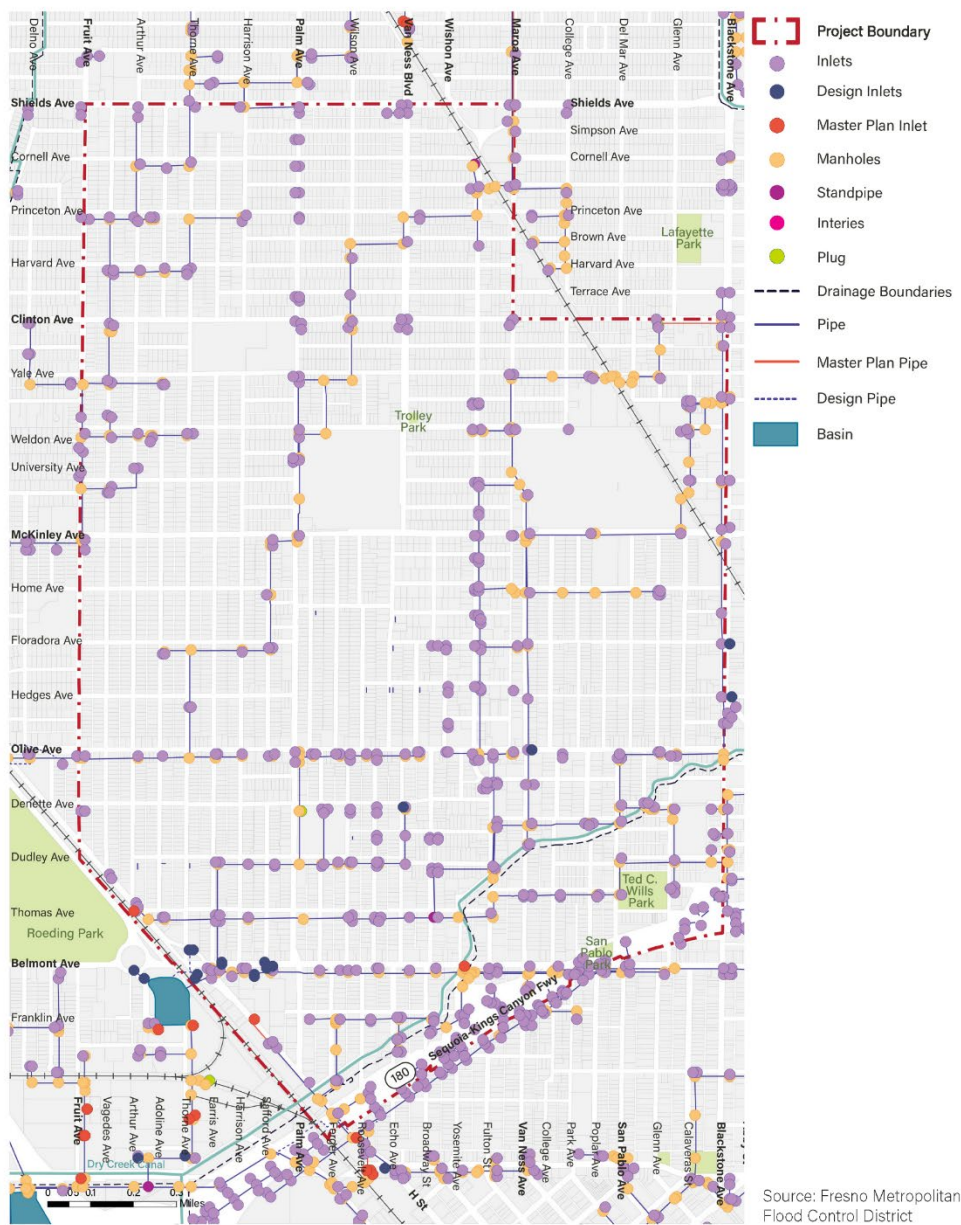 Delno Ave
Fruit Ave
Arthur Ave
Thorne Ave
Harrison Ave
Palm Ave
Wilson Ave
Van Ness Blvd
Wishon Ave
Maroa Ave
College Ave
Del Mar Ave
Glenn Ave
Blackstone Ave
Shields Ave
Shields Ave
Simpson Ave
Cornell Ave
Cornell Ave
Princeton Ave
Princeton Ave
Brown Ave
Lafayette
Park
Harvard Ave
Harvard Ave
Terrace Ave
Clinton Ave
Yale Ave
Trolley
Park
Weldon Ave
University Ave
McKinley Ave
Home Ave
Floradora Ave
Hedges Ave
Olive Ave
Dennett Ave
Dudley Ave
Ted C.
Wills
Park
Thomas Ave
Roeding Park
San
Pablo
Park
Belmont Ave
Franklin Ave
Sequoia-Kings Canyon Fwy
180
Fruit Ave
Vagedes Ave
Arthur Ave
Adoline Ave
Thorne Ave
Farris Ave
Harrison Ave
Safford Ave
Palm Ave
Ferger Ave
Roosevelt Ave
Echo Ave
Broadway St
Yosemite Ave
Fulton St
Van Ness Ave
College Ave
Park Ave
Poplar Ave
San Pablo Ave
Glenn Ave
Calaveras St
Blackstone Ave
Dry Creek Canal
H St
0 0.05 0.1 0.2 0.3
Miles
Project Boundary
Inlets
Design Inlets
Master Plan Inlet
Manholes
Standpipe
Interies
Plug
Drainage Boundaries
Pipe
Master Plan Pipe
Design Pipe
Basin
Source: Fresno Metropolitan
Flood Control District